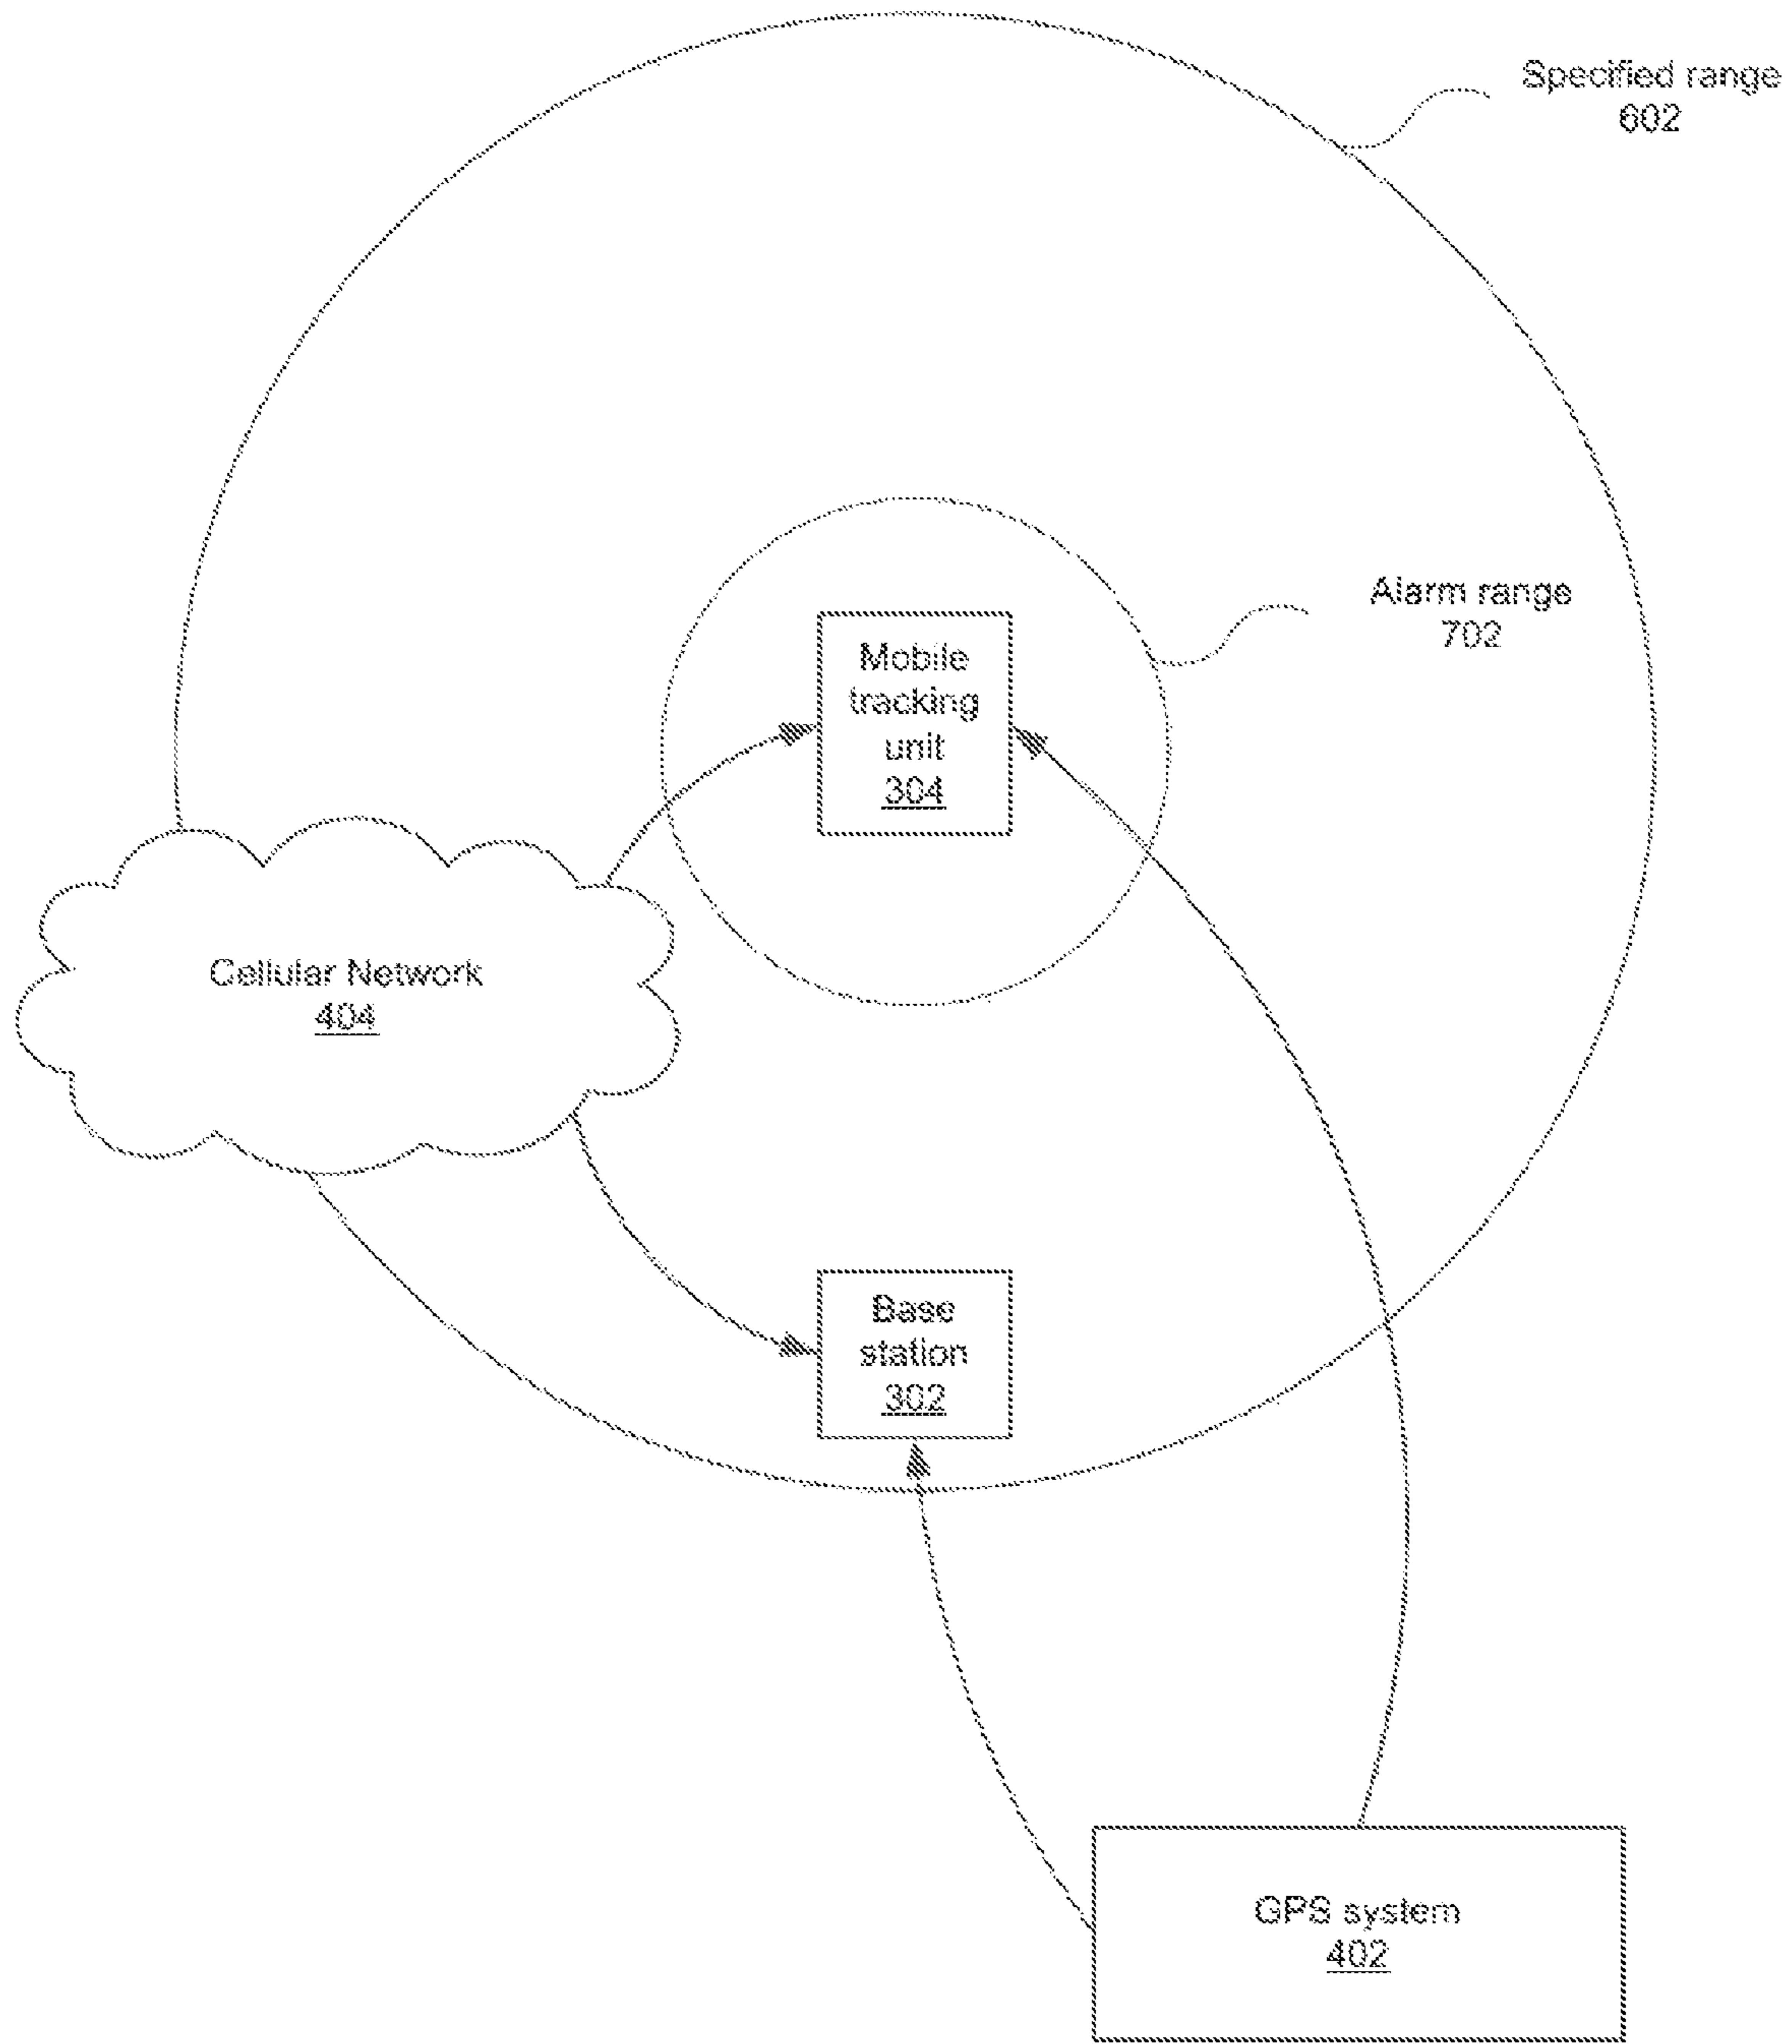 Specified range
602
Alarm range
702
Mobile
tracking
unit
304
Cellular Network
404
Base
station
302
GPS system
402